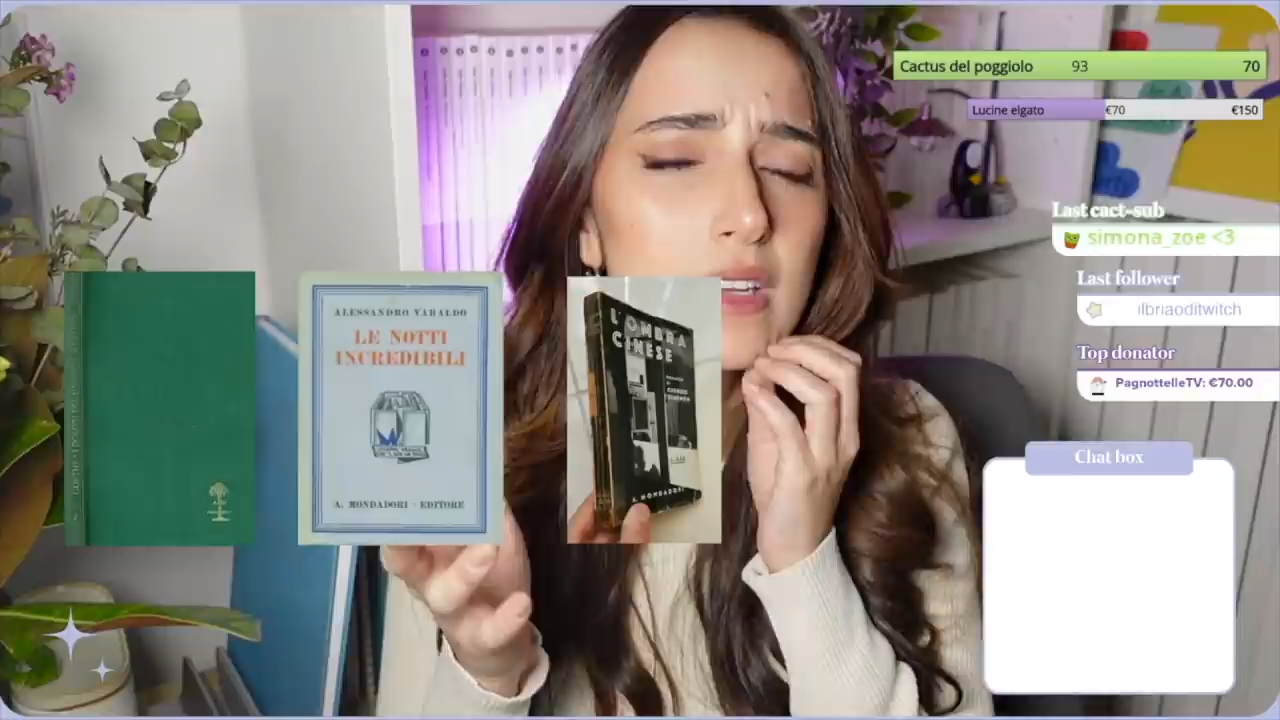 Cactus del poggiolo 93 70
Lucine elgato €70 €150
Last cact-sub
simona_zoe <3
Last follower
ilbriaoditwitch
Top donator
PagnottelleTV: €70.00
Chat box
ALESSANDRO VARALDO
LE NOTTI
INCREDIBILI
A. MONDADORI · EDITORE
L'OMBRA
CINESE
A. MONDADORI